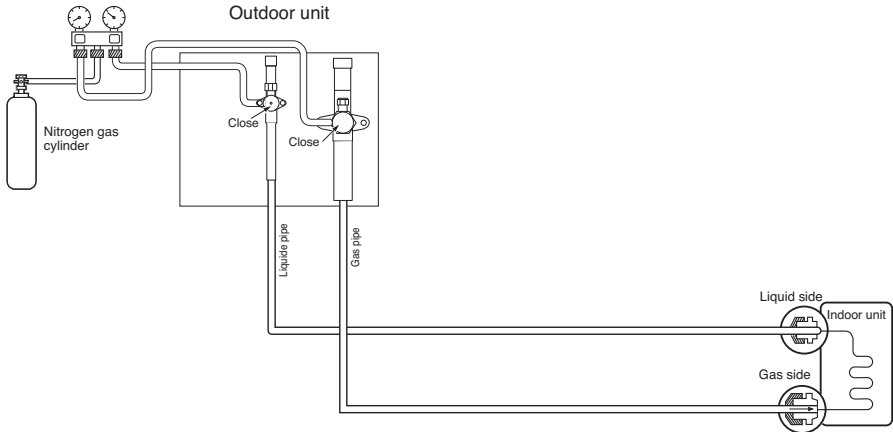 Outdoor unit
Nitrogen gas
cylinder
Close
Close
Liquide pipe
Gas pipe
Liquid side
Indoor unit
Gas side